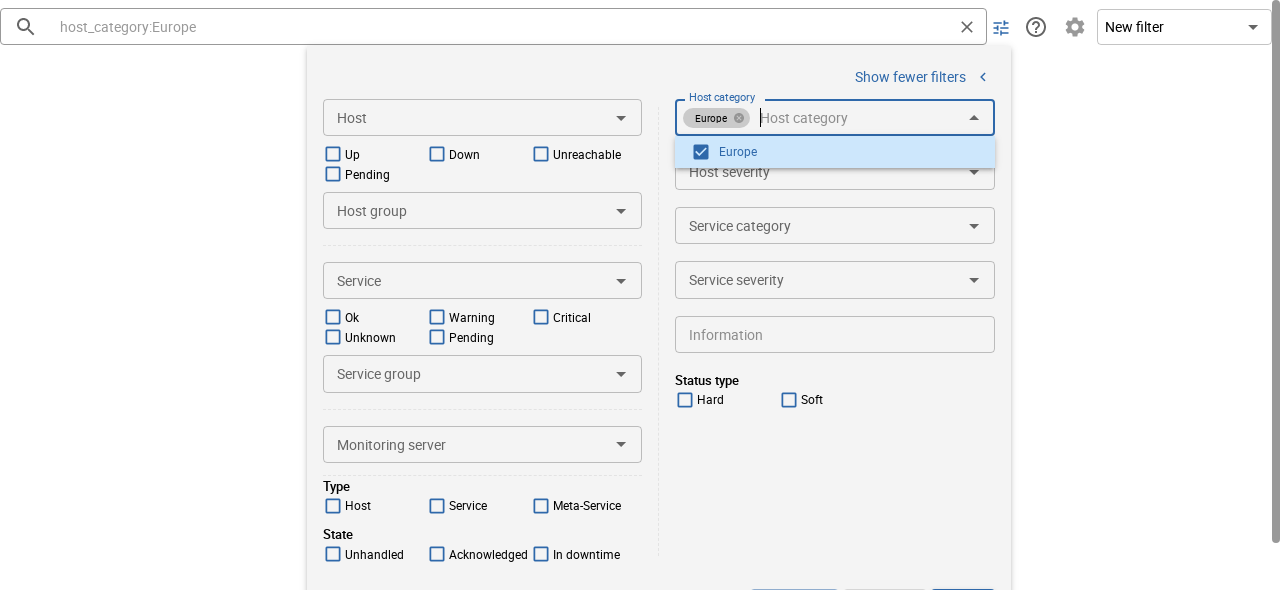 host_category:Europe
New filter
Show fewer filters
Host
Up
Down
Unreachable
Pending
Host group
Service
Ok
Warning
Critical
Unknown
Pending
Service group
Monitoring server
Type
Host
Service
Meta-Service
State
Unhandled
Acknowledged
In downtime
Host category
Europe
Host category
Europe
Host severity
Service category
Service severity
Information
Status type
Hard
Soft